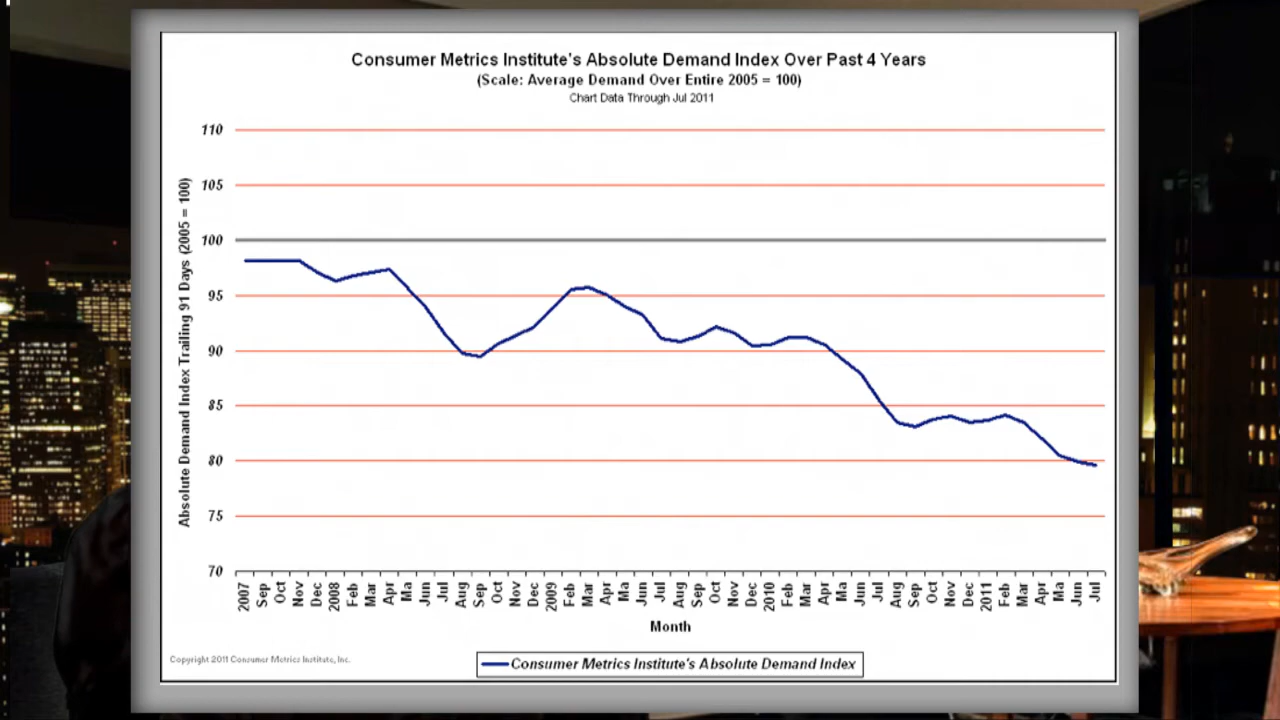 Consumer Metrics Institute's Absolute Demand Index Over Past 4 Years
(Scale: Average Demand Over Entire 2005 = 100)
Chart Data Through Jul 2011
Absolute Demand Index Trailing 91 Days (2005 = 100)
110
105
100
95
90
85
80
75
70
2007 Sep Oct Nov Dec 2008 Feb Mar Apr Ma Jun Jul Aug Sep Oct Nov Dec 2009 Feb Mar Apr Ma Jun Jul Aug Sep Oct Nov Dec 2010 Feb Mar Apr Ma Jun Jul Aug Sep Oct Nov Dec 2011 Feb Mar Apr Ma Jun Jul
Month
Copyright 2011 Consumer Metrics Institute, Inc.
Consumer Metrics Institute's Absolute Demand Index